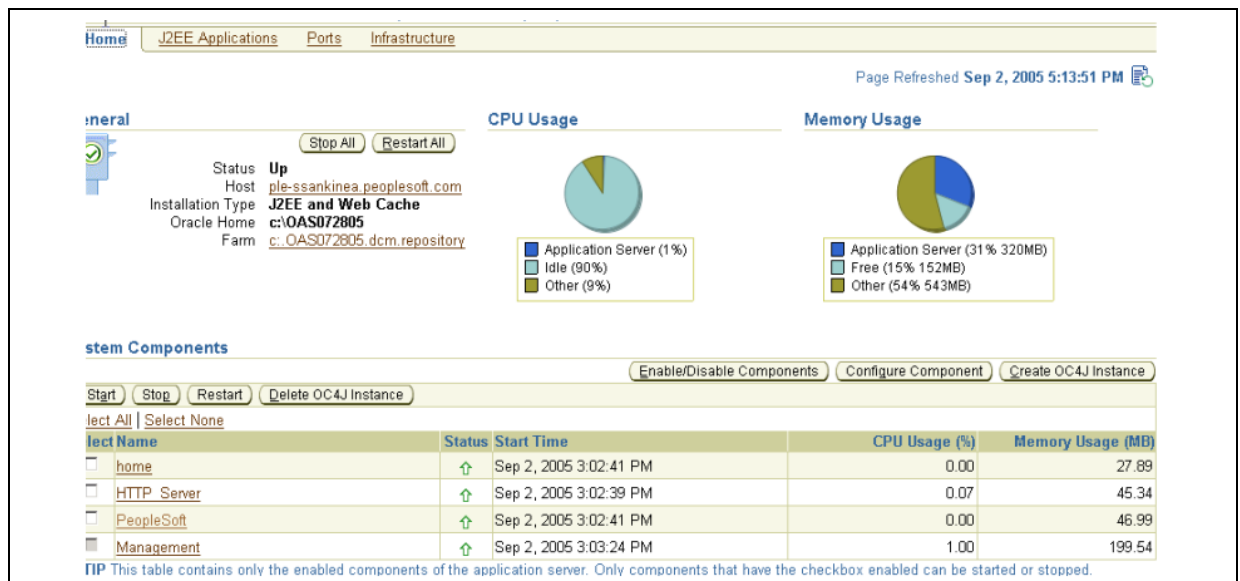 Home J2EE Applications Ports Infrastructure
Page Refreshed Sep 2, 2005 5:13:51 PM
eneral
CPU Usage
Memory Usage
Stop All Restart All
Status Up
Host ple-ssankinea.peoplesoft.com
Installation Type J2EE and Web Cache
Oracle Home c:\OAS072805
Farm c:.OAS072805.dcm.repository
Application Server (1%)
Idle (90%)
Other (9%)
Application Server (31% 320MB)
Free (15% 152MB)
Other (54% 543MB)
stem Components
Enable/Disable Components Configure Component Create OC4J Instance
Start Stop Restart Delete OC4J Instance
lect All | Select None
lect Name Status Start Time CPU Usage (%) Memory Usage (MB)
home Sep 2, 2005 3:02:41 PM 0.00 27.89
HTTP_Server Sep 2, 2005 3:02:39 PM 0.07 45.34
PeopleSoft Sep 2, 2005 3:02:41 PM 0.00 46.99
Management Sep 2, 2005 3:03:24 PM 1.00 199.54
TIP This table contains only the enabled components of the application server. Only components that have the checkbox enabled can be started or stopped.